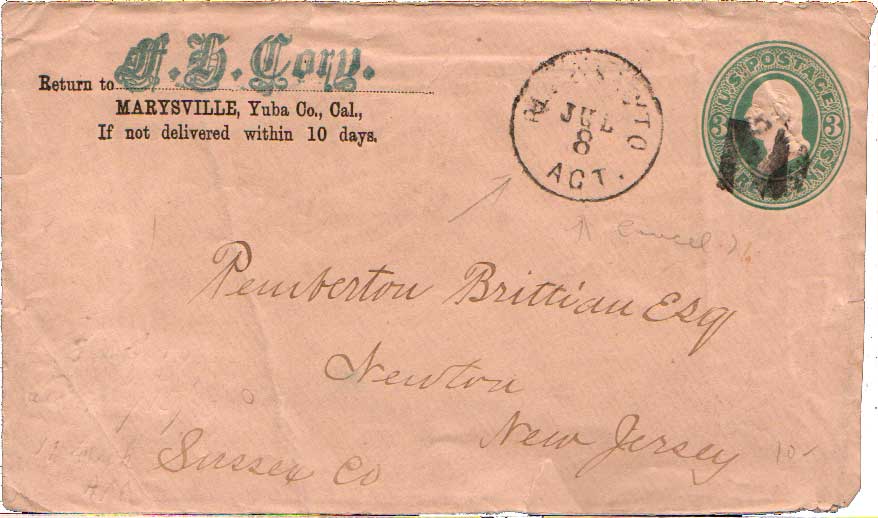 Return to F. H. Cory.
MARYSVILLE, Yuba Co., Cal.,
If not delivered within 10 days.
JUL
8
AGT.
U.S. POSTAGE
3 3
CENTS
Pemberton Brittian Esq
Newton
New Jersey
Sussex Co